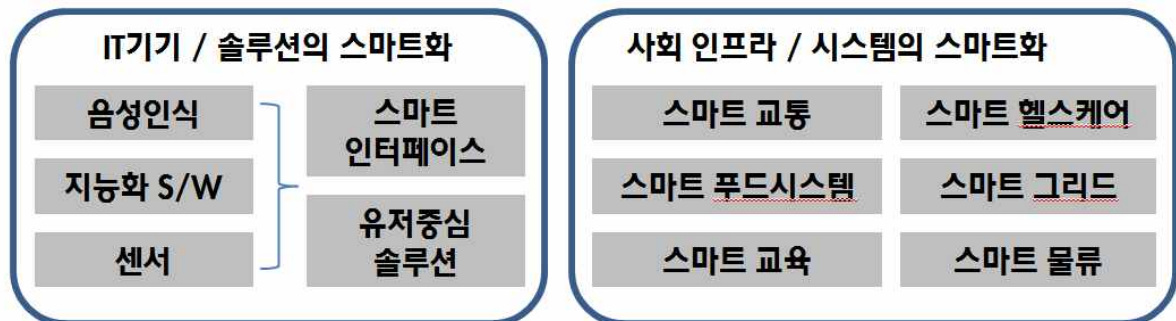 IT기기 / 솔루션의 스마트화
음성인식
지능화 S/W
센서
스마트
인터페이스
유저중심
솔루션
사회 인프라 / 시스템의 스마트화
스마트 교통
스마트 헬스케어
스마트 푸드시스템
스마트 그리드
스마트 교육
스마트 물류